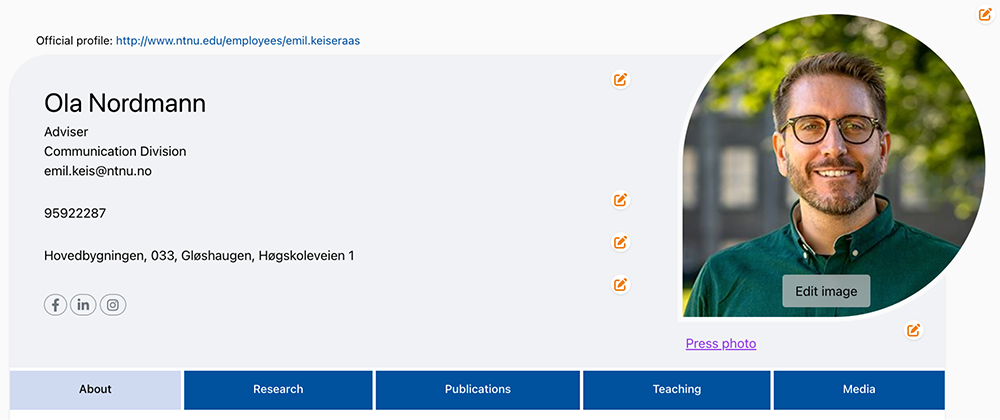 Official profile: http://www.ntnu.edu/employees/emil.keiseraas
Ola Nordmann
Adviser
Communication Division
emil.keis@ntnu.no
95922287
Hovedbygningen, 033, Gløshaugen, Høgskoleveien 1
Edit image
Press photo
About
Research
Publications
Teaching
Media